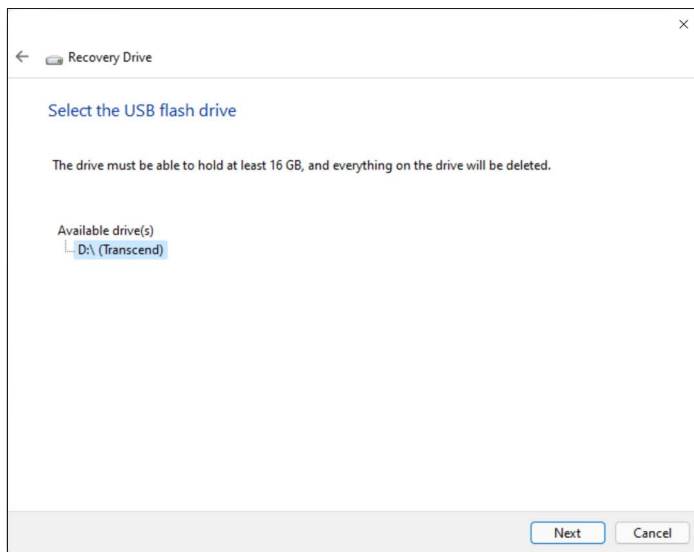 Recovery Drive
Select the USB flash drive
The drive must be able to hold at least 16 GB, and everything on the drive will be deleted.
Available drive(s)
D:\ (Transcend)
Next
Cancel